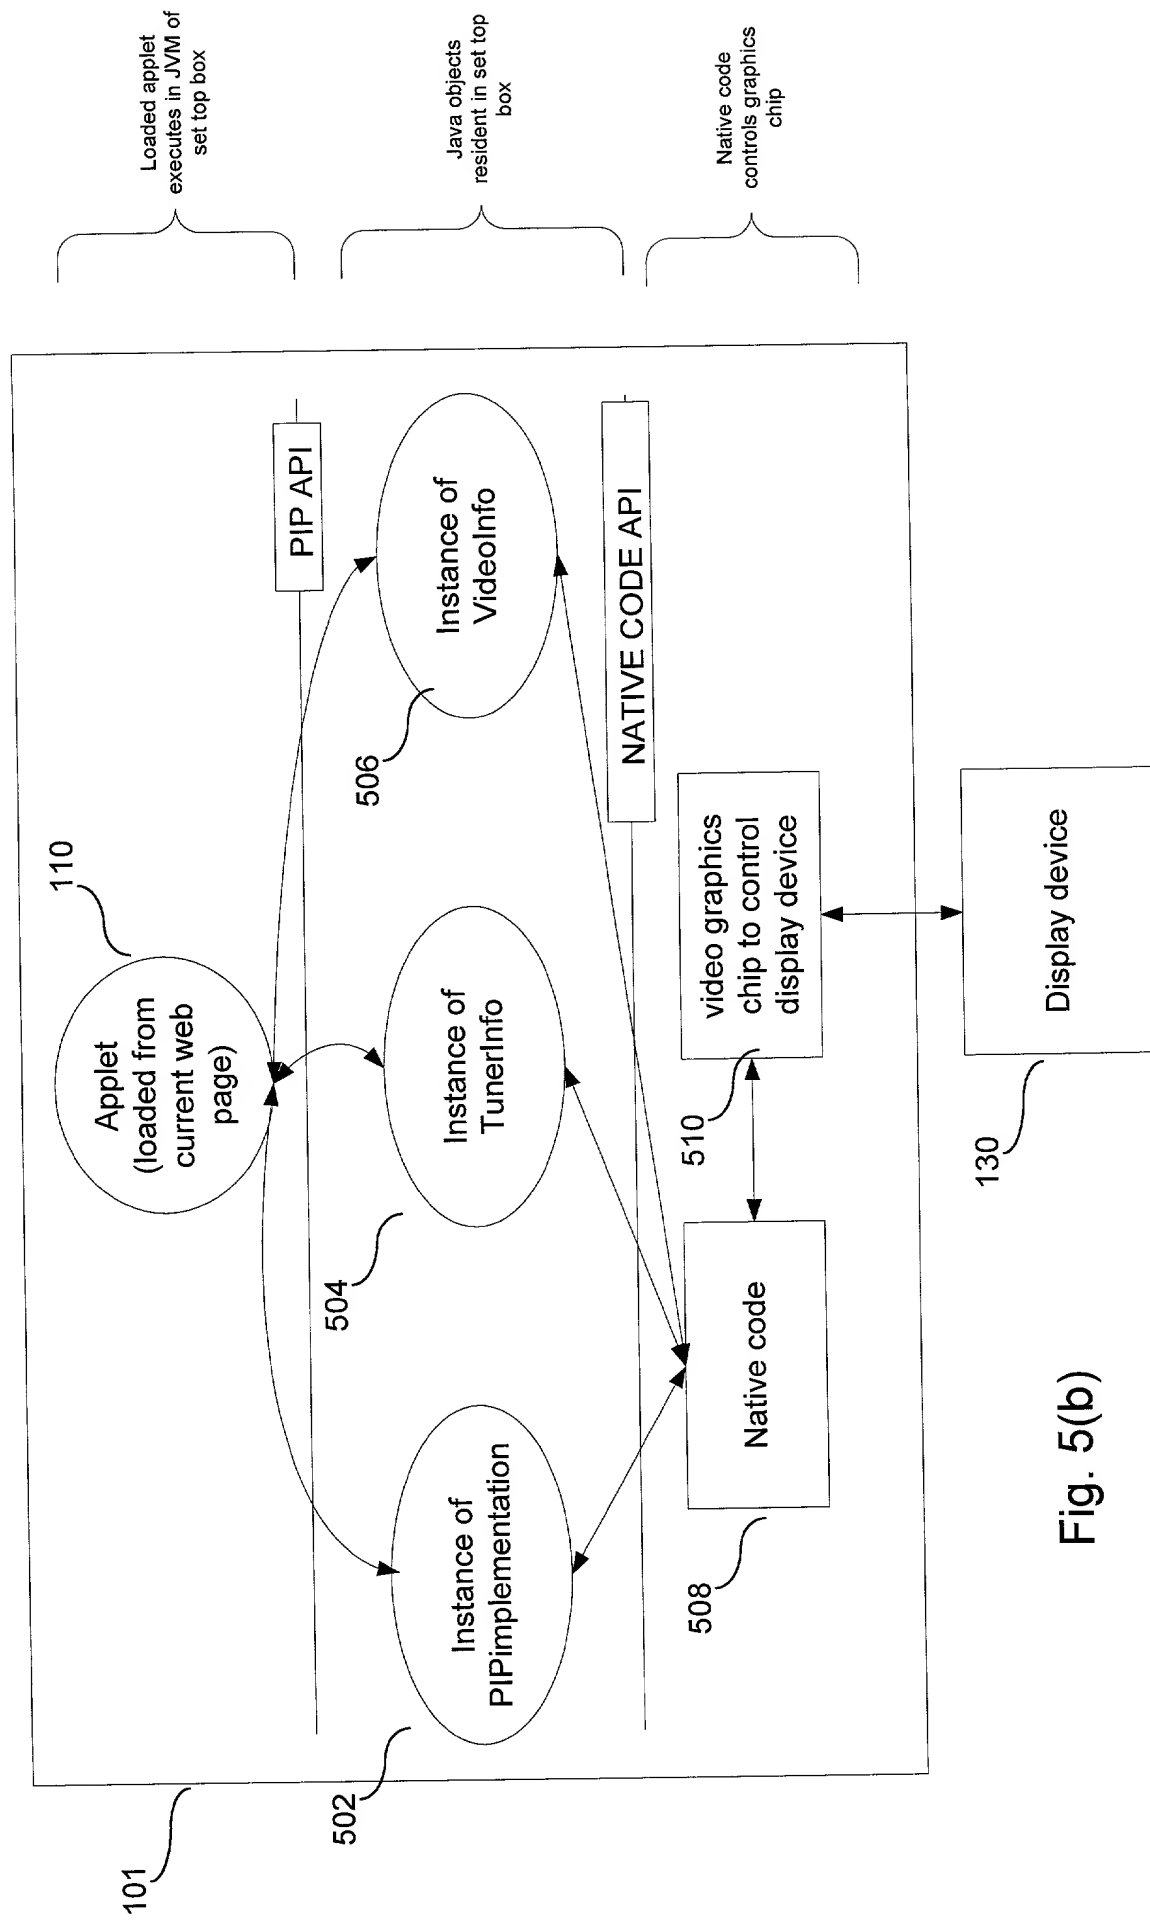 Loaded applet
executes in JVM of
set top box
Java objects
resident in set top
box
Native code
controls graphics
chip
101
110
Applet
(loaded from
current web
page)
PIP API
502
Instance of
PIPimplementation
504
Instance of
TunerInfo
506
Instance of
VideoInfo
NATIVE CODE API
508
Native code
510
video graphics
chip to control
display device
130
Display device
Fig. 5(b)